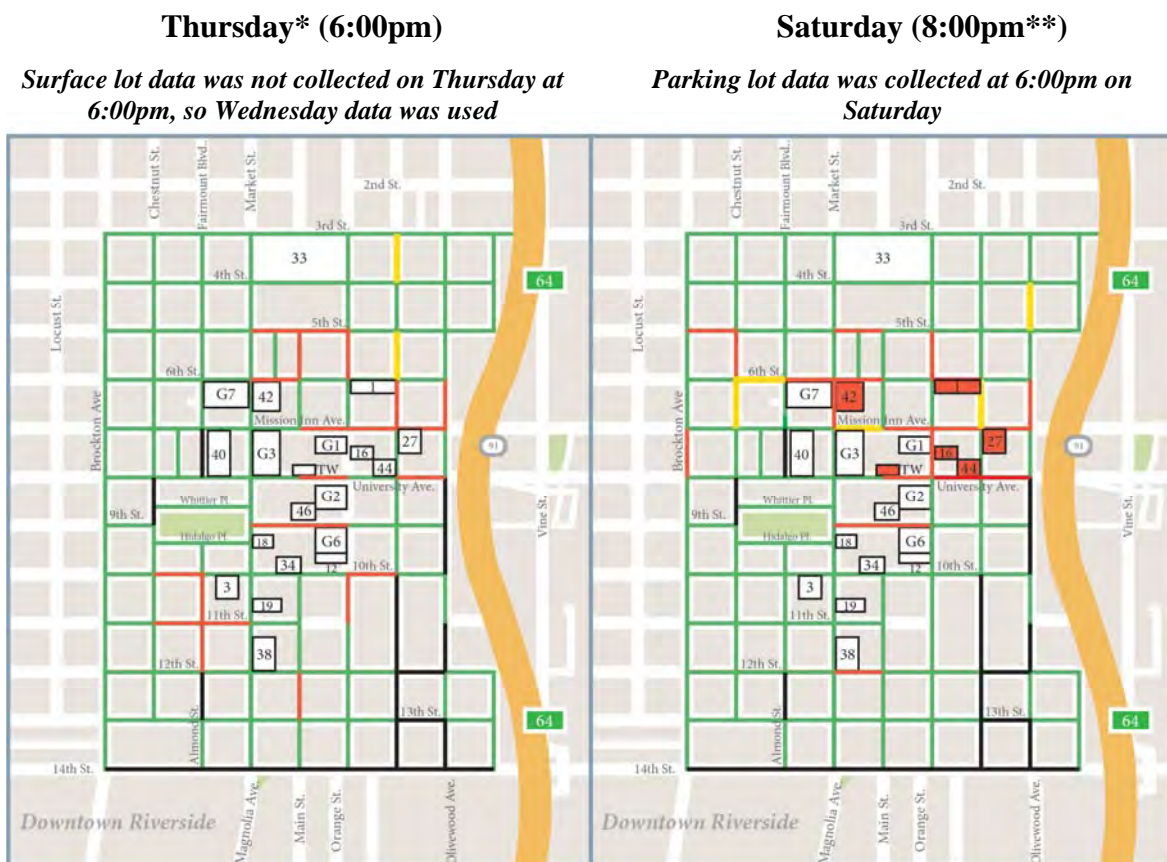 Thursday* (6:00pm)
Surface lot data was not collected on Thursday at
6:00pm, so Wednesday data was used
Chestnut St.
Fairmount Blvd.
Market St.
2nd St.
3rd St.
33
4th St.
64
Locust St.
5th St.
6th St.
G7
42
Mission Inn Ave.
Brockton Ave
40
G3
G1
16
27
91
TW
44
University Ave.
Whittier Pl.
G2
46
9th St.
Vine St.
Hidalgo Pl.
18
G6
34
12
10th St.
3
19
11th St.
38
12th St.
Almond St.
13th St.
64
14th St.
Magnolia Ave.
Main St.
Orange St.
Olivewood Ave.
Downtown Riverside
Saturday (8:00pm**)
Parking lot data was collected at 6:00pm on
Saturday
Chestnut St.
Fairmount Blvd.
Market St.
2nd St.
3rd St.
33
4th St.
64
Locust St.
5th St.
6th St.
G7
42
Mission Inn Ave.
Brockton Ave
40
G3
G1
16
27
91
TW
44
University Ave.
Whittier Pl.
G2
46
9th St.
Vine St.
Hidalgo Pl.
18
G6
34
12
10th St.
3
19
11th St.
38
12th St.
Almond St.
13th St.
64
14th St.
Magnolia Ave.
Main St.
Orange St.
Olivewood Ave.
Downtown Riverside